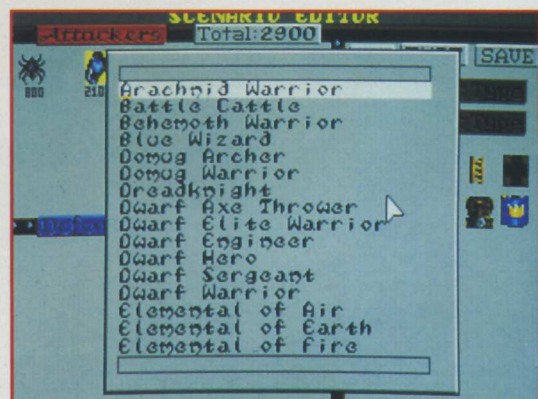 SCENARIO EDITOR
Attackers Total:2900
SAVE
800 210
Arachnid Warrior
Battle Cattle
Behemoth Warrior
Blue Wizard
Domug Archer
Domug Warrior
Dreadknight
Dwarf Axe Thrower
Dwarf Elite Warrior
Dwarf Engineer
Dwarf Hero
Dwarf Sergeant
Dwarf Warrior
Elemental of Air
Elemental of Earth
Elemental of Fire